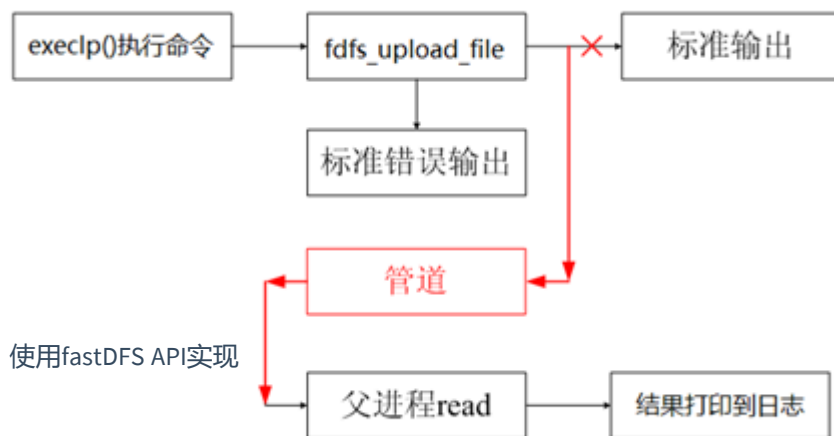 execlp()执行命令
fdfs_upload_file
标准输出
标准错误输出
管道
使用fastDFS API实现
父进程read
结果打印到日志